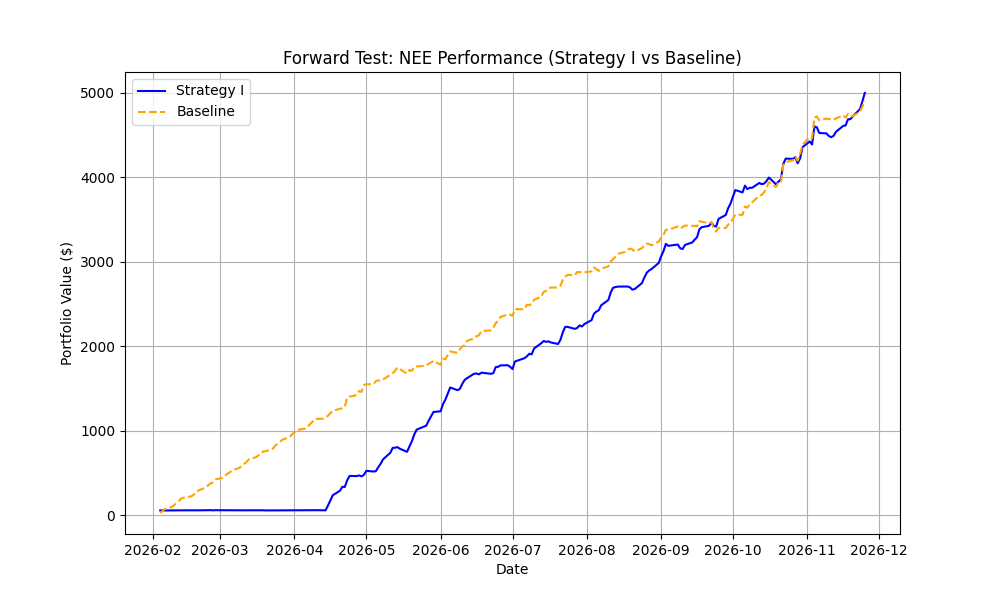 Forward Test: NEE Performance (Strategy I vs Baseline)
Strategy I
Baseline
Portfolio Value ($)
5000
4000
3000
2000
1000
0
2026-02 2026-03 2026-04 2026-05 2026-06 2026-07 2026-08 2026-09 2026-10 2026-11 2026-12
Date